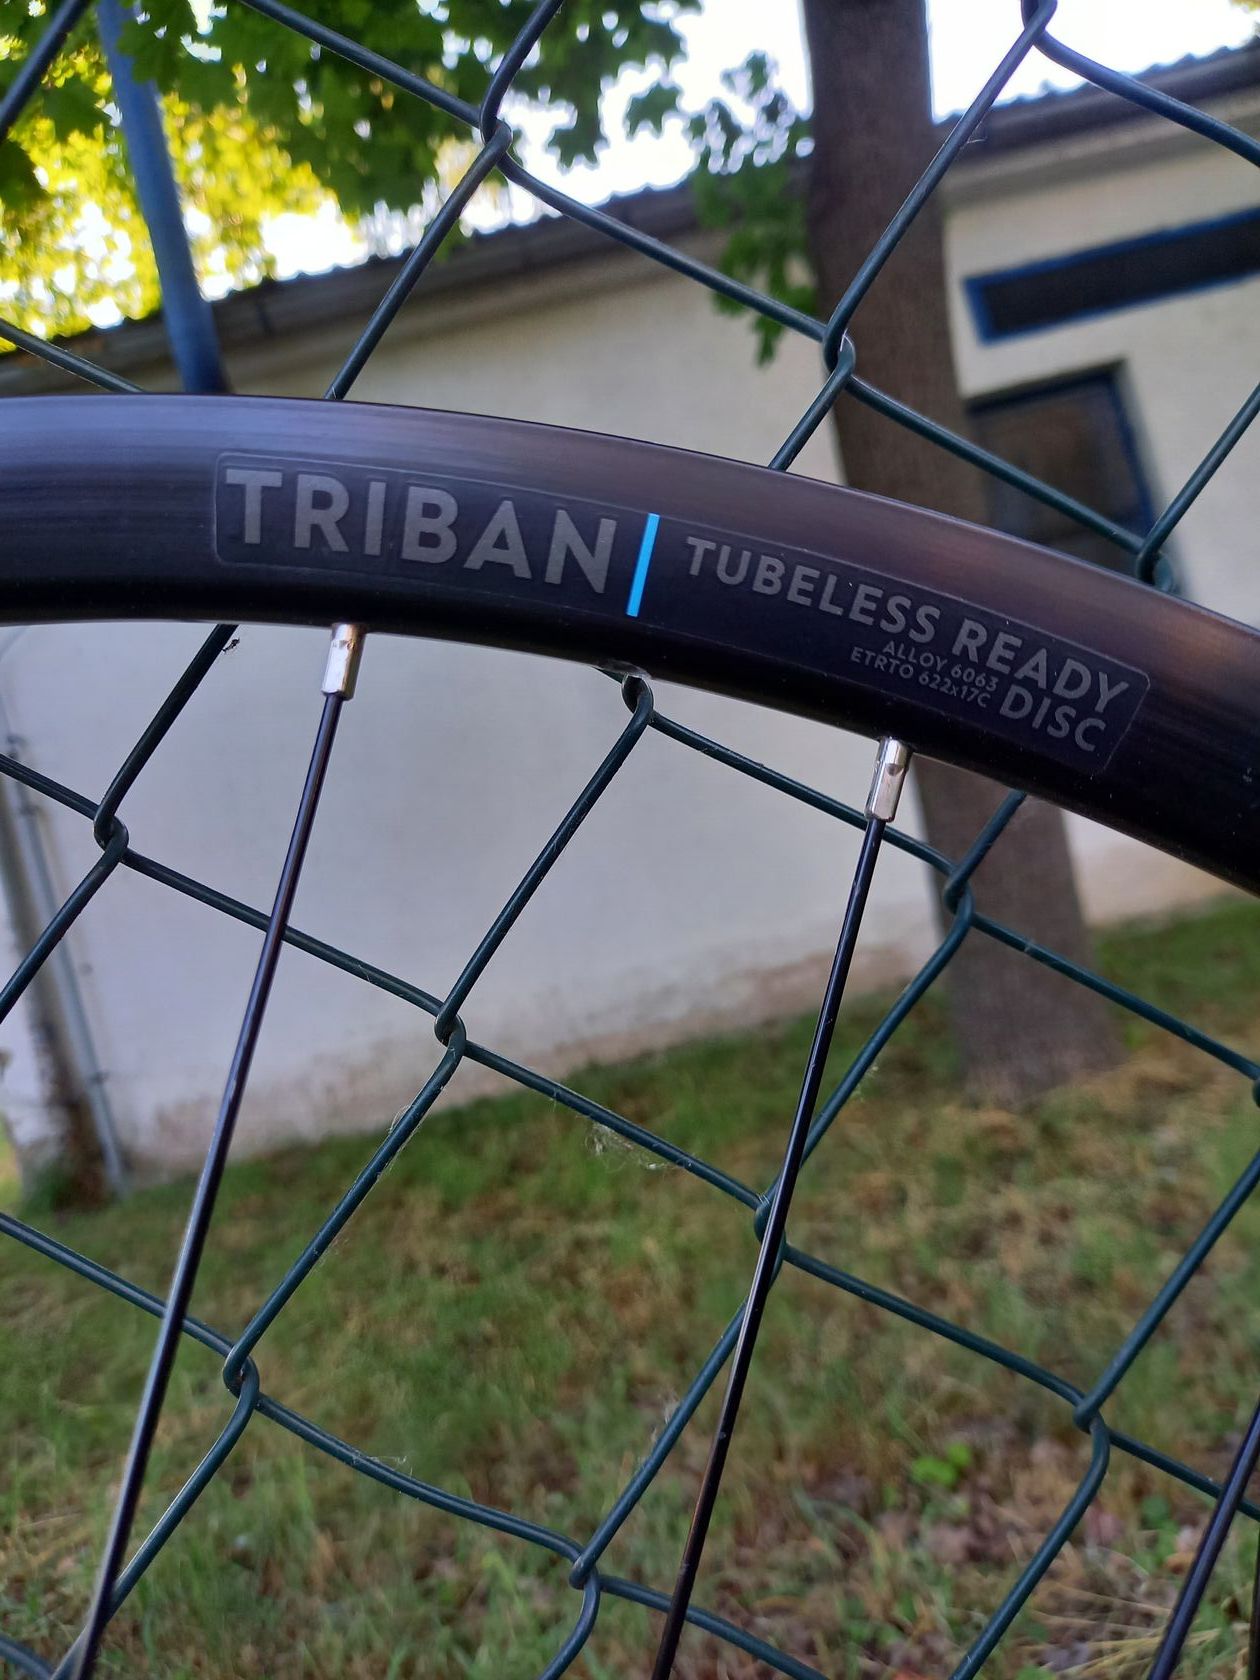 TRIBAN
TUBELESS READY
DISC
ALLOY 6063
ETRTO 622x17C